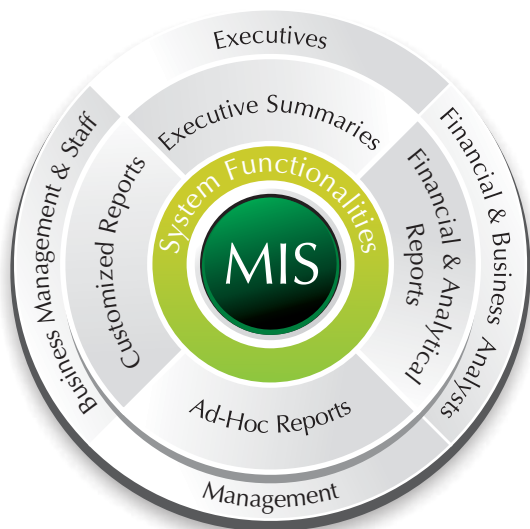 Executives
Executive Summaries
System Functionalities
MIS
Business Management & Staff
Customized Reports
Financial & Analytical
Reports
Financial & Business Analysts
Ad-Hoc Reports
Management